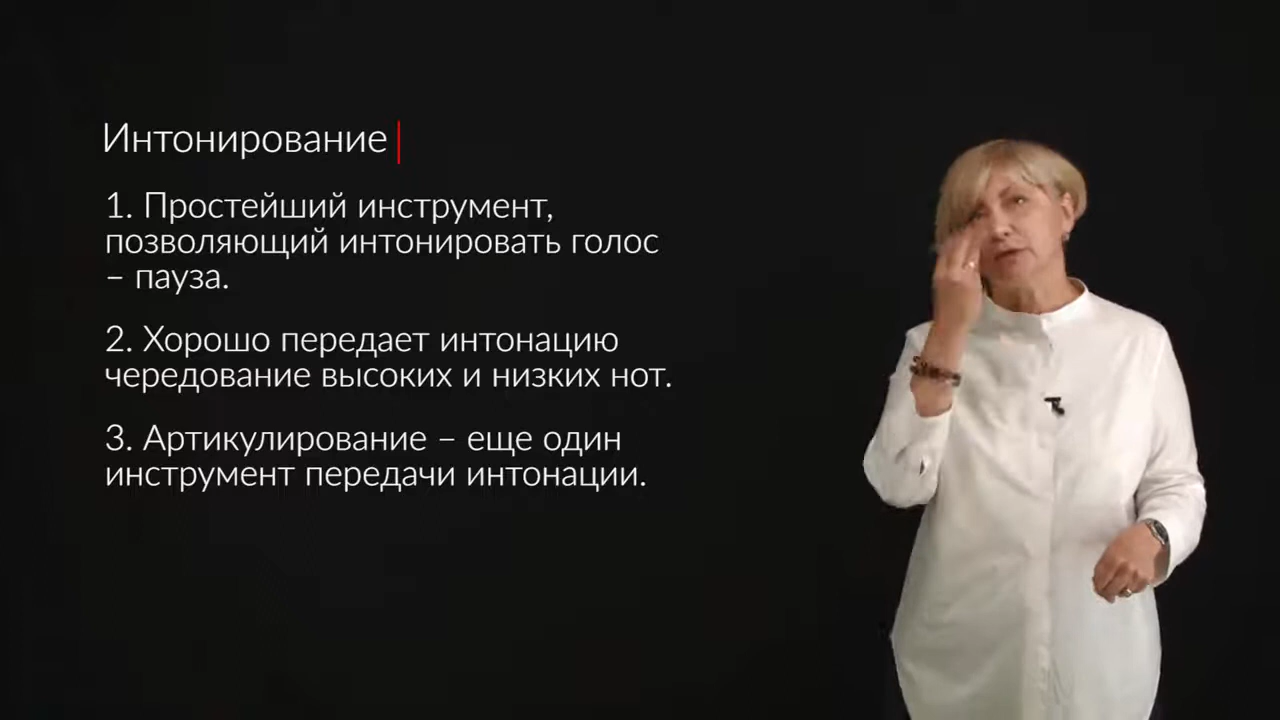 Интонирование
1. Простейший инструмент,
позволяющий интонировать голос
– пауза.
2. Хорошо передает интонацию
чередование высоких и низких нот.
3. Артикулирование – еще один
инструмент передачи интонации.